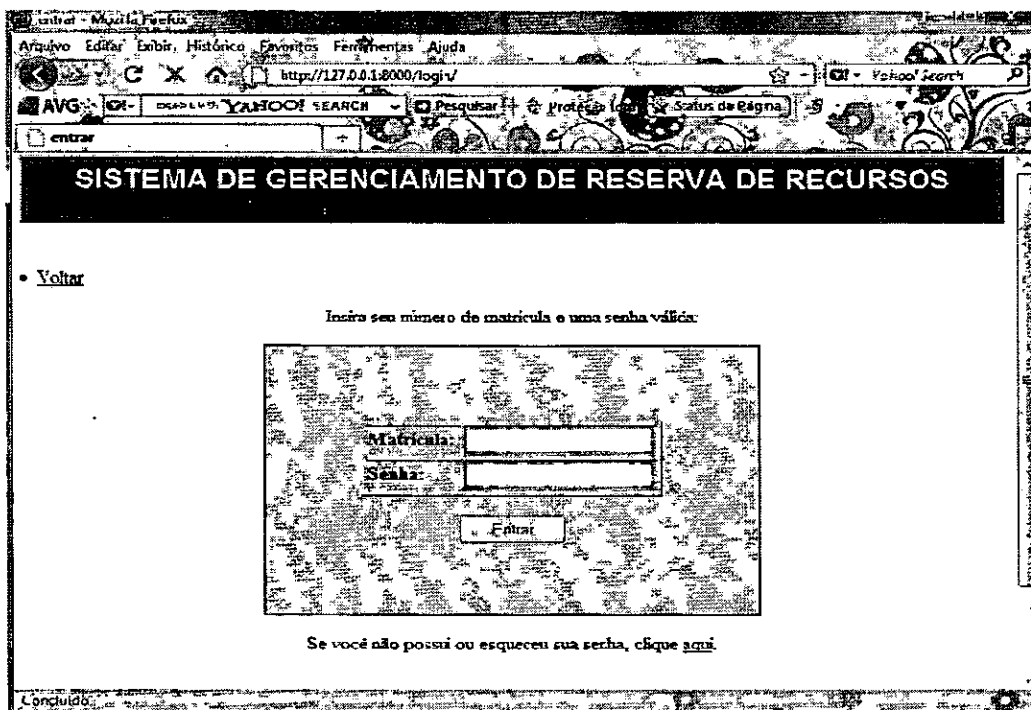 entrar - Mozilla Firefox
Arquivo Editar Exibir Histórico Favoritos Ferramentas Ajuda
http://127.0.0.1:8000/login/
Yahoo! Search
AVG YAHOO! SEARCH Pesquisar Status da Página
entrar
SISTEMA DE GERENCIAMENTO DE RESERVA DE RECURSOS
• Voltar
Insira seu número de matrícula e uma senha válida:
Matrícula:
Senha:
Entrar
Se você não possui ou esqueceu sua senha, clique aqui.
Concluído